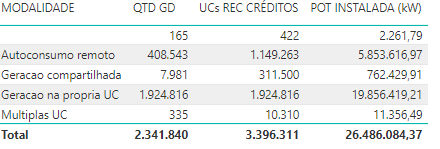 MODALIDADE QTD GD UCs REC CRÉDITOS POT INSTALADA (kW)
165 422 2.261,79
Autoconsumo remoto 408.543 1.149.263 5.853.616,97
Geracao compartilhada 7.981 311.500 762.429,91
Geracao na propria UC 1.924.816 1.924.816 19.856.419,21
Multiplas UC 335 10.310 11.356,49
Total 2.341.840 3.396.311 26.486.084,37